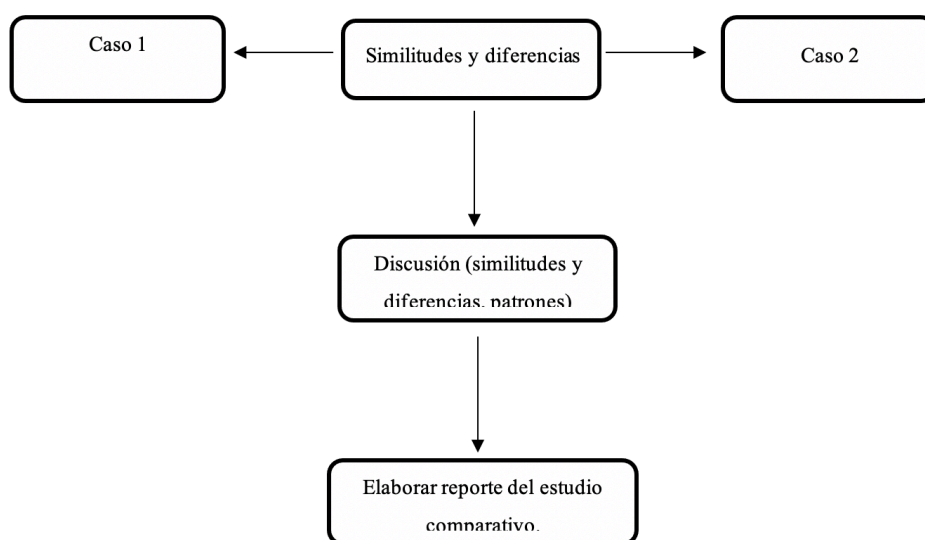 Caso 1
Similitudes y diferencias
Caso 2
Discusión (similitudes y
diferencias, patrones)
Elaborar reporte del estudio
comparativo.